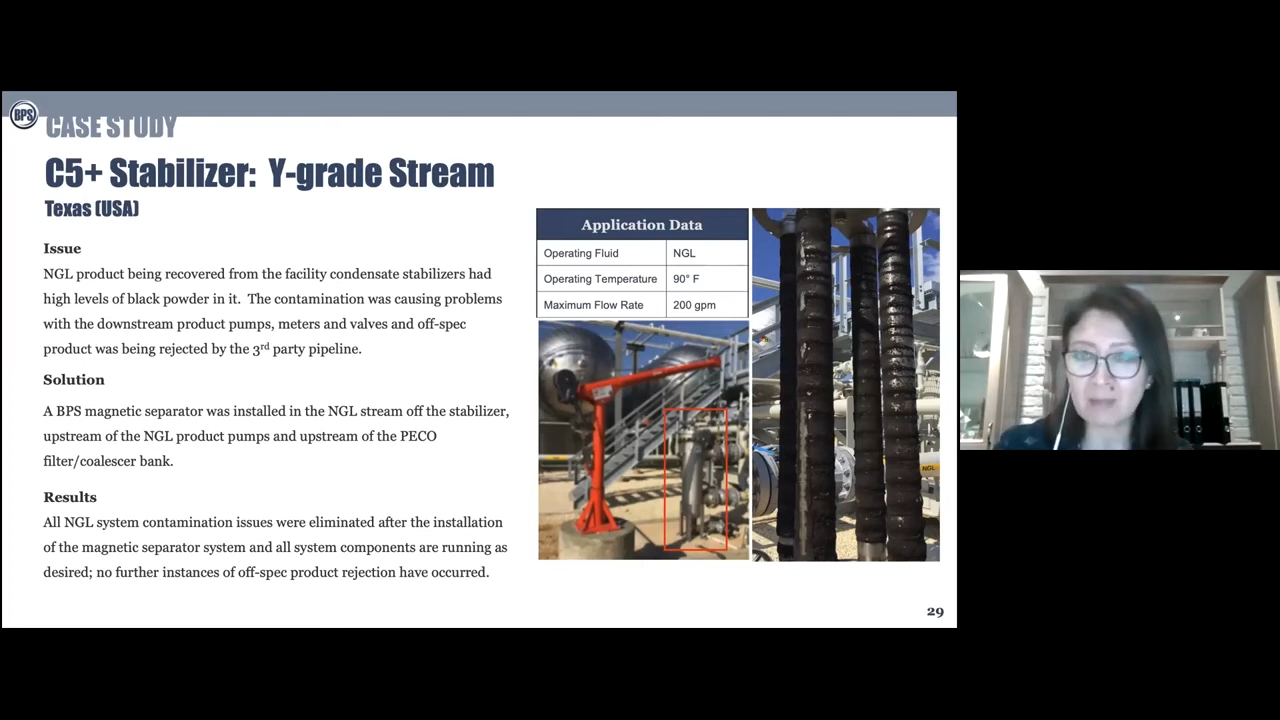 BPS
CASE STUDY
C5+ Stabilizer: Y-grade Stream
Texas (USA)
Issue
NGL product being recovered from the facility condensate stabilizers had
high levels of black powder in it. The contamination was causing problems
with the downstream product pumps, meters and valves and off-spec
product was being rejected by the 3rd party pipeline.
Solution
A BPS magnetic separator was installed in the NGL stream off the stabilizer,
upstream of the NGL product pumps and upstream of the PECO
filter/coalescer bank.
Results
All NGL system contamination issues were eliminated after the installation
of the magnetic separator system and all system components are running as
desired; no further instances of off-spec product rejection have occurred.
Application Data
Operating Fluid NGL
Operating Temperature 90° F
Maximum Flow Rate 200 gpm
NGL
29